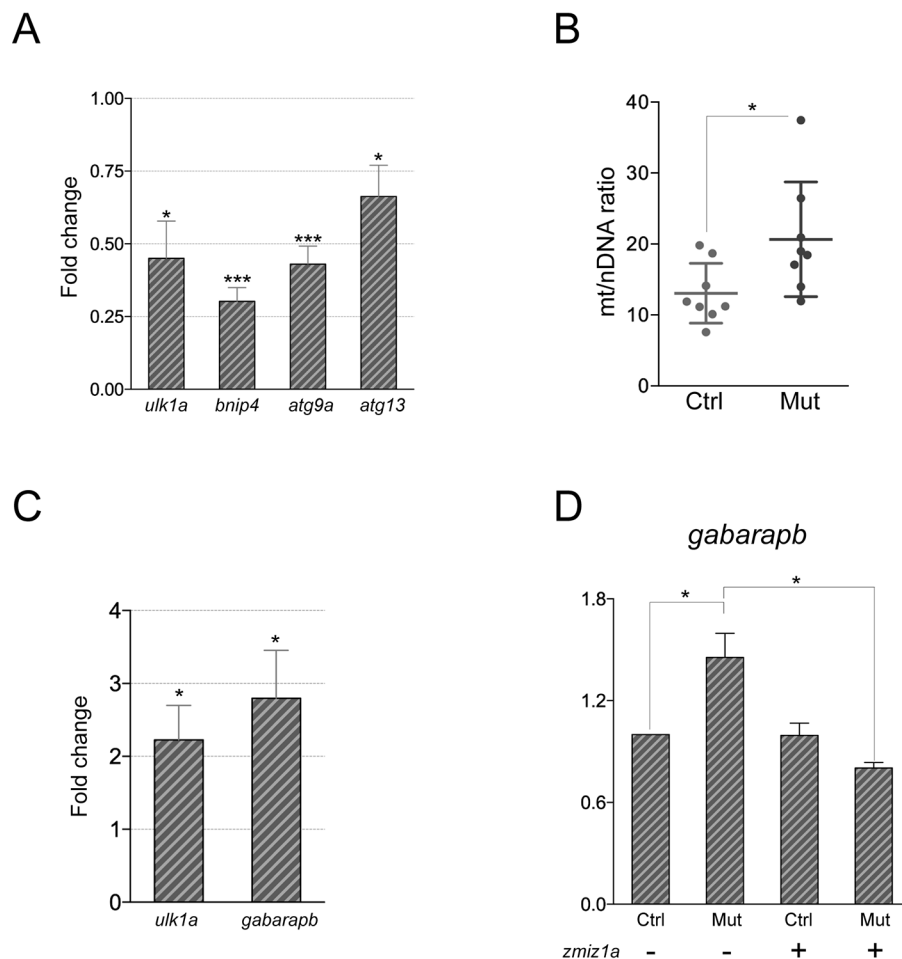 A
Fold change
1.00
0.75
0.50
0.25
0.00
*
***
***
*
ulk1a bnip4 atg9a atg13
B
mt/nDNA ratio
40
30
20
10
0
*
Ctrl Mut
C
Fold change
4
3
2
1
0
*
*
ulk1a gabarapb
D
gabarapb
1.8
1.2
0.6
0.0
*
*
Ctrl Mut Ctrl Mut
zmiz1a - - + +